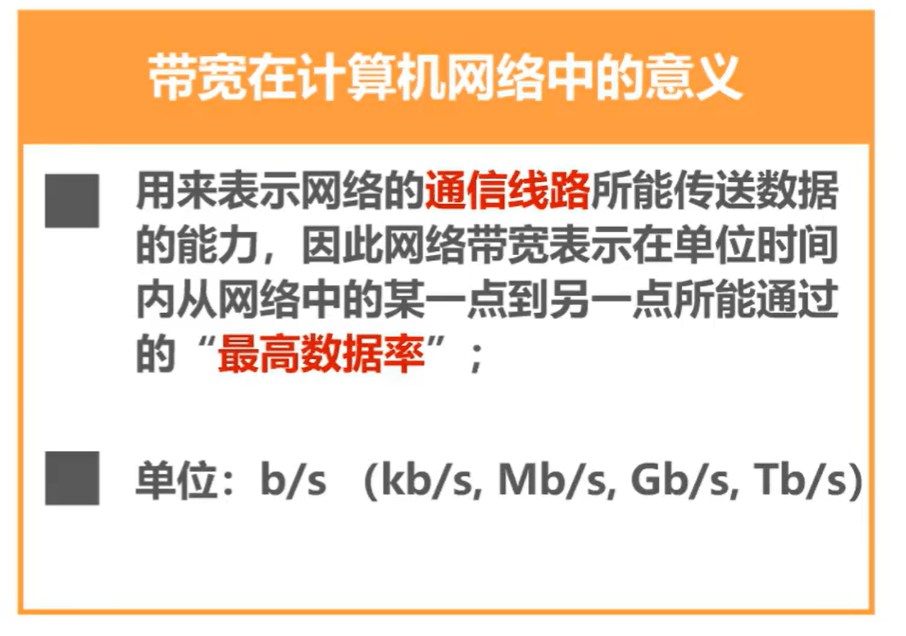 带宽在计算机网络中的意义
用来表示网络的通信线路所能传送数据
的能力，因此网络带宽表示在单位时间
内从网络中的某一点到另一点所能通过
的“最高数据率”；
单位：b/s （kb/s, Mb/s, Gb/s, Tb/s）